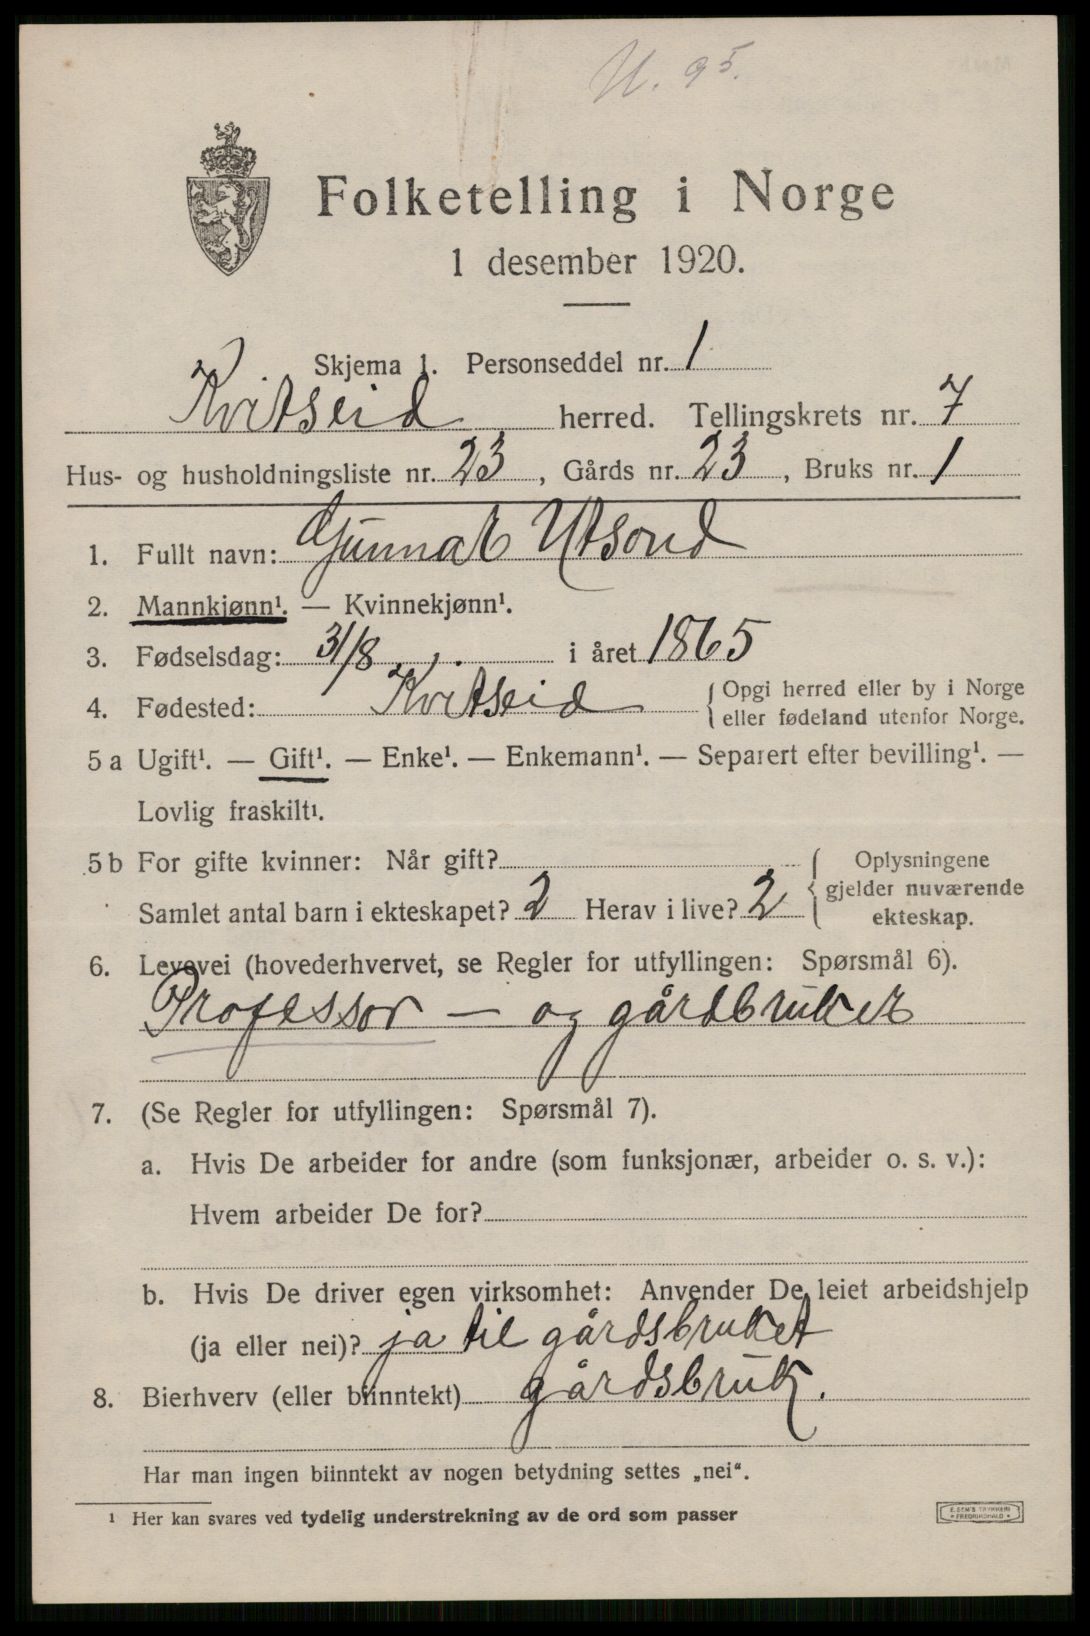 U. 95.
Folketelling i Norge
1 desember 1920.
Skjema 1. Personseddel nr. 1
Kvitseid herred. Tellingskrets nr. 7
Hus- og husholdningsliste nr. 23, Gårds nr. 23, Bruks nr. 1
1. Fullt navn: Gunnar Utsond
2. Mannkjønn¹. — Kvinnekjønn¹.
3. Fødselsdag: 31/8 i året 1865
4. Fødested: Kvitseid {Opgi herred eller by i Norge
eller fødeland utenfor Norge.
5 a Ugift¹. — Gift¹. — Enke¹. — Enkemann¹. — Separert efter bevilling¹. —
Lovlig fraskilt¹.
5 b For gifte kvinner: Når gift? { Oplysningene
gjelder nuværende
Samlet antal barn i ekteskapet? 2 Herav i live? 2
ekteskap.
6. Levevei (hovederhvervet, se Regler for utfyllingen: Spørsmål 6).
Professor — og gårdbruker
7. (Se Regler for utfyllingen: Spørsmål 7).
a. Hvis De arbeider for andre (som funksjonær, arbeider o. s. v.):
Hvem arbeider De for?
b. Hvis De driver egen virksomhet: Anvender De leiet arbeidshjelp
(ja eller nei)? ja til gårdsbruket
8. Bierhverv (eller biinntekt) gårdsbruk.
Har man ingen biinntekt av nogen betydning settes „nei“.
¹ Her kan svares ved tydelig understrekning av de ord som passer
E. SEM'S TRYKKERI
FREDRIKSHALD